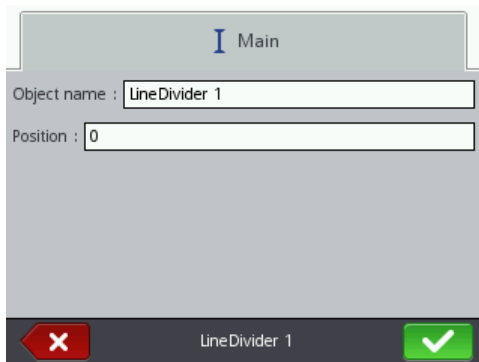 Main
Object name : LineDivider 1
Position : 0
LineDivider 1